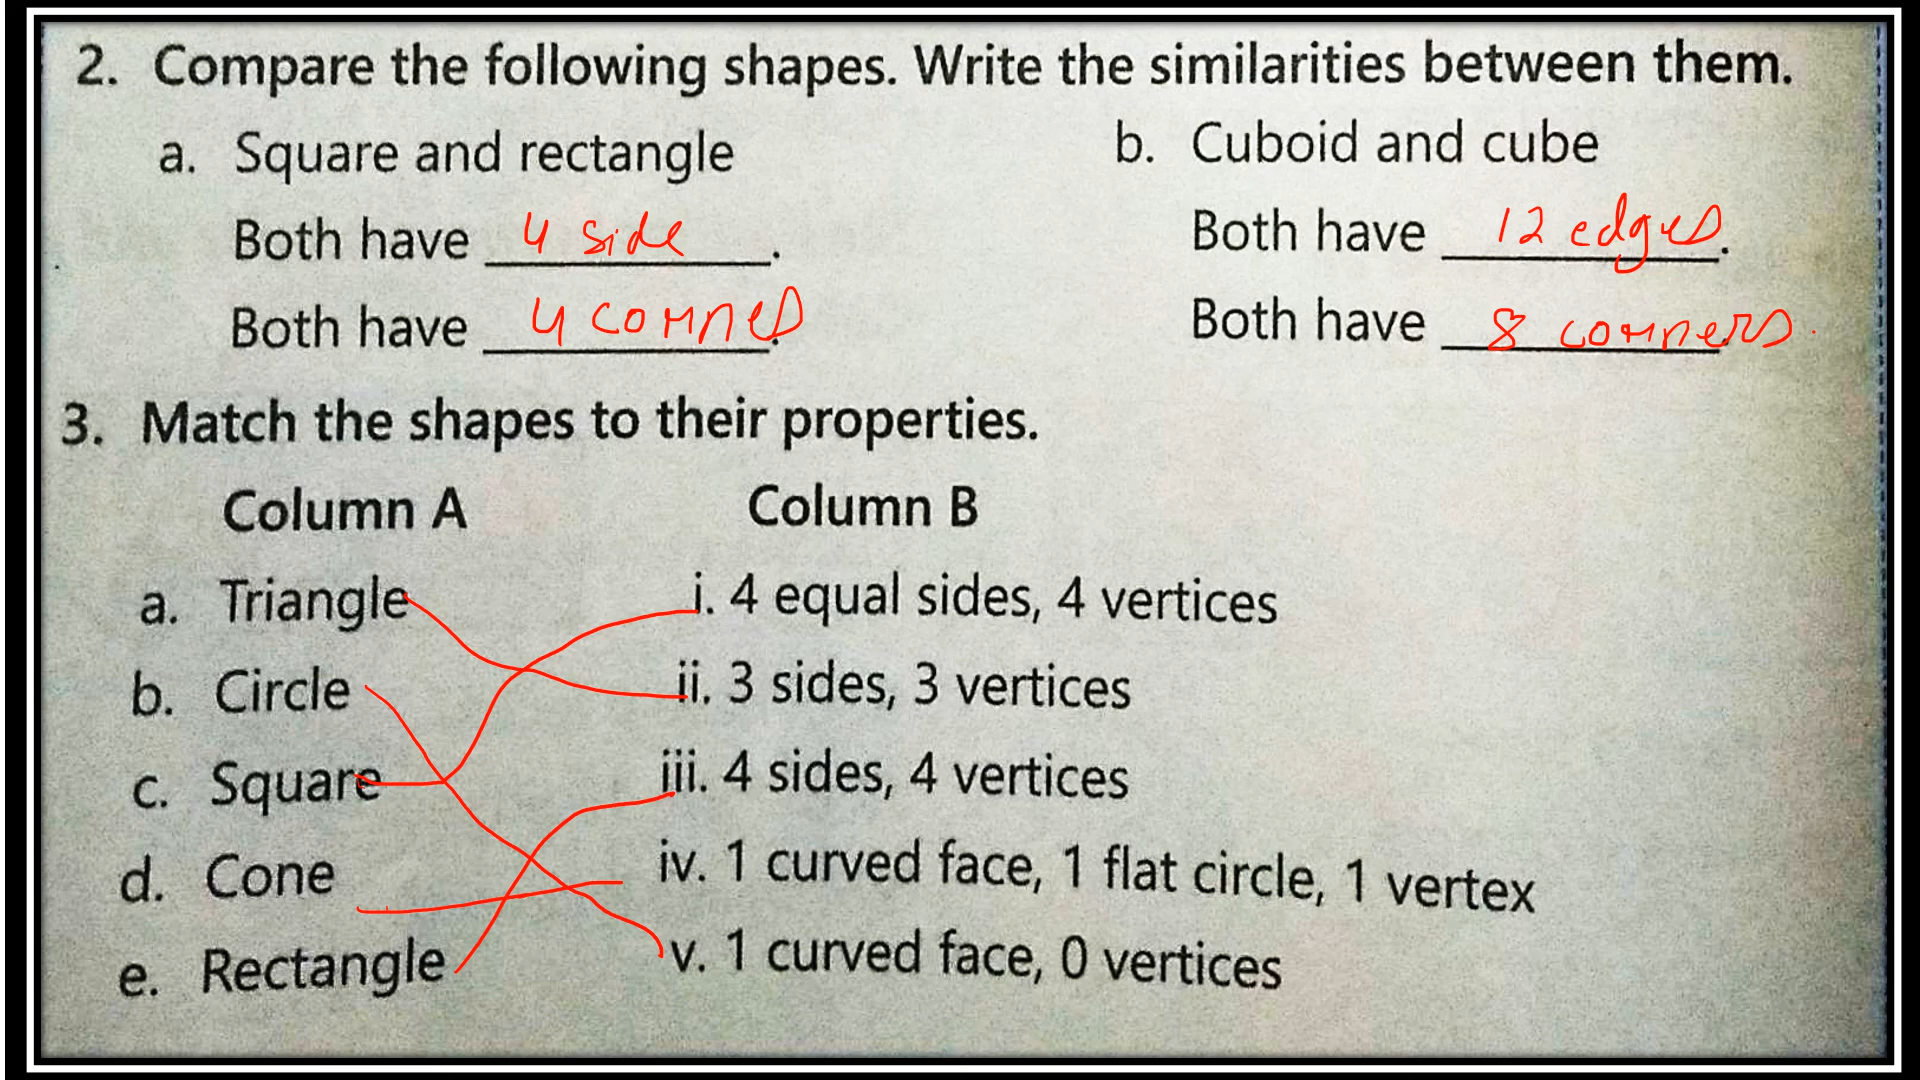 2. Compare the following shapes. Write the similarities between them.
a. Square and rectangle
Both have 4 side.
Both have 4 corners.
b. Cuboid and cube
Both have 12 edges.
Both have 8 corners.
3. Match the shapes to their properties.
Column A Column B
a. Triangle i. 4 equal sides, 4 vertices
b. Circle ii. 3 sides, 3 vertices
c. Square iii. 4 sides, 4 vertices
d. Cone iv. 1 curved face, 1 flat circle, 1 vertex
e. Rectangle v. 1 curved face, 0 vertices